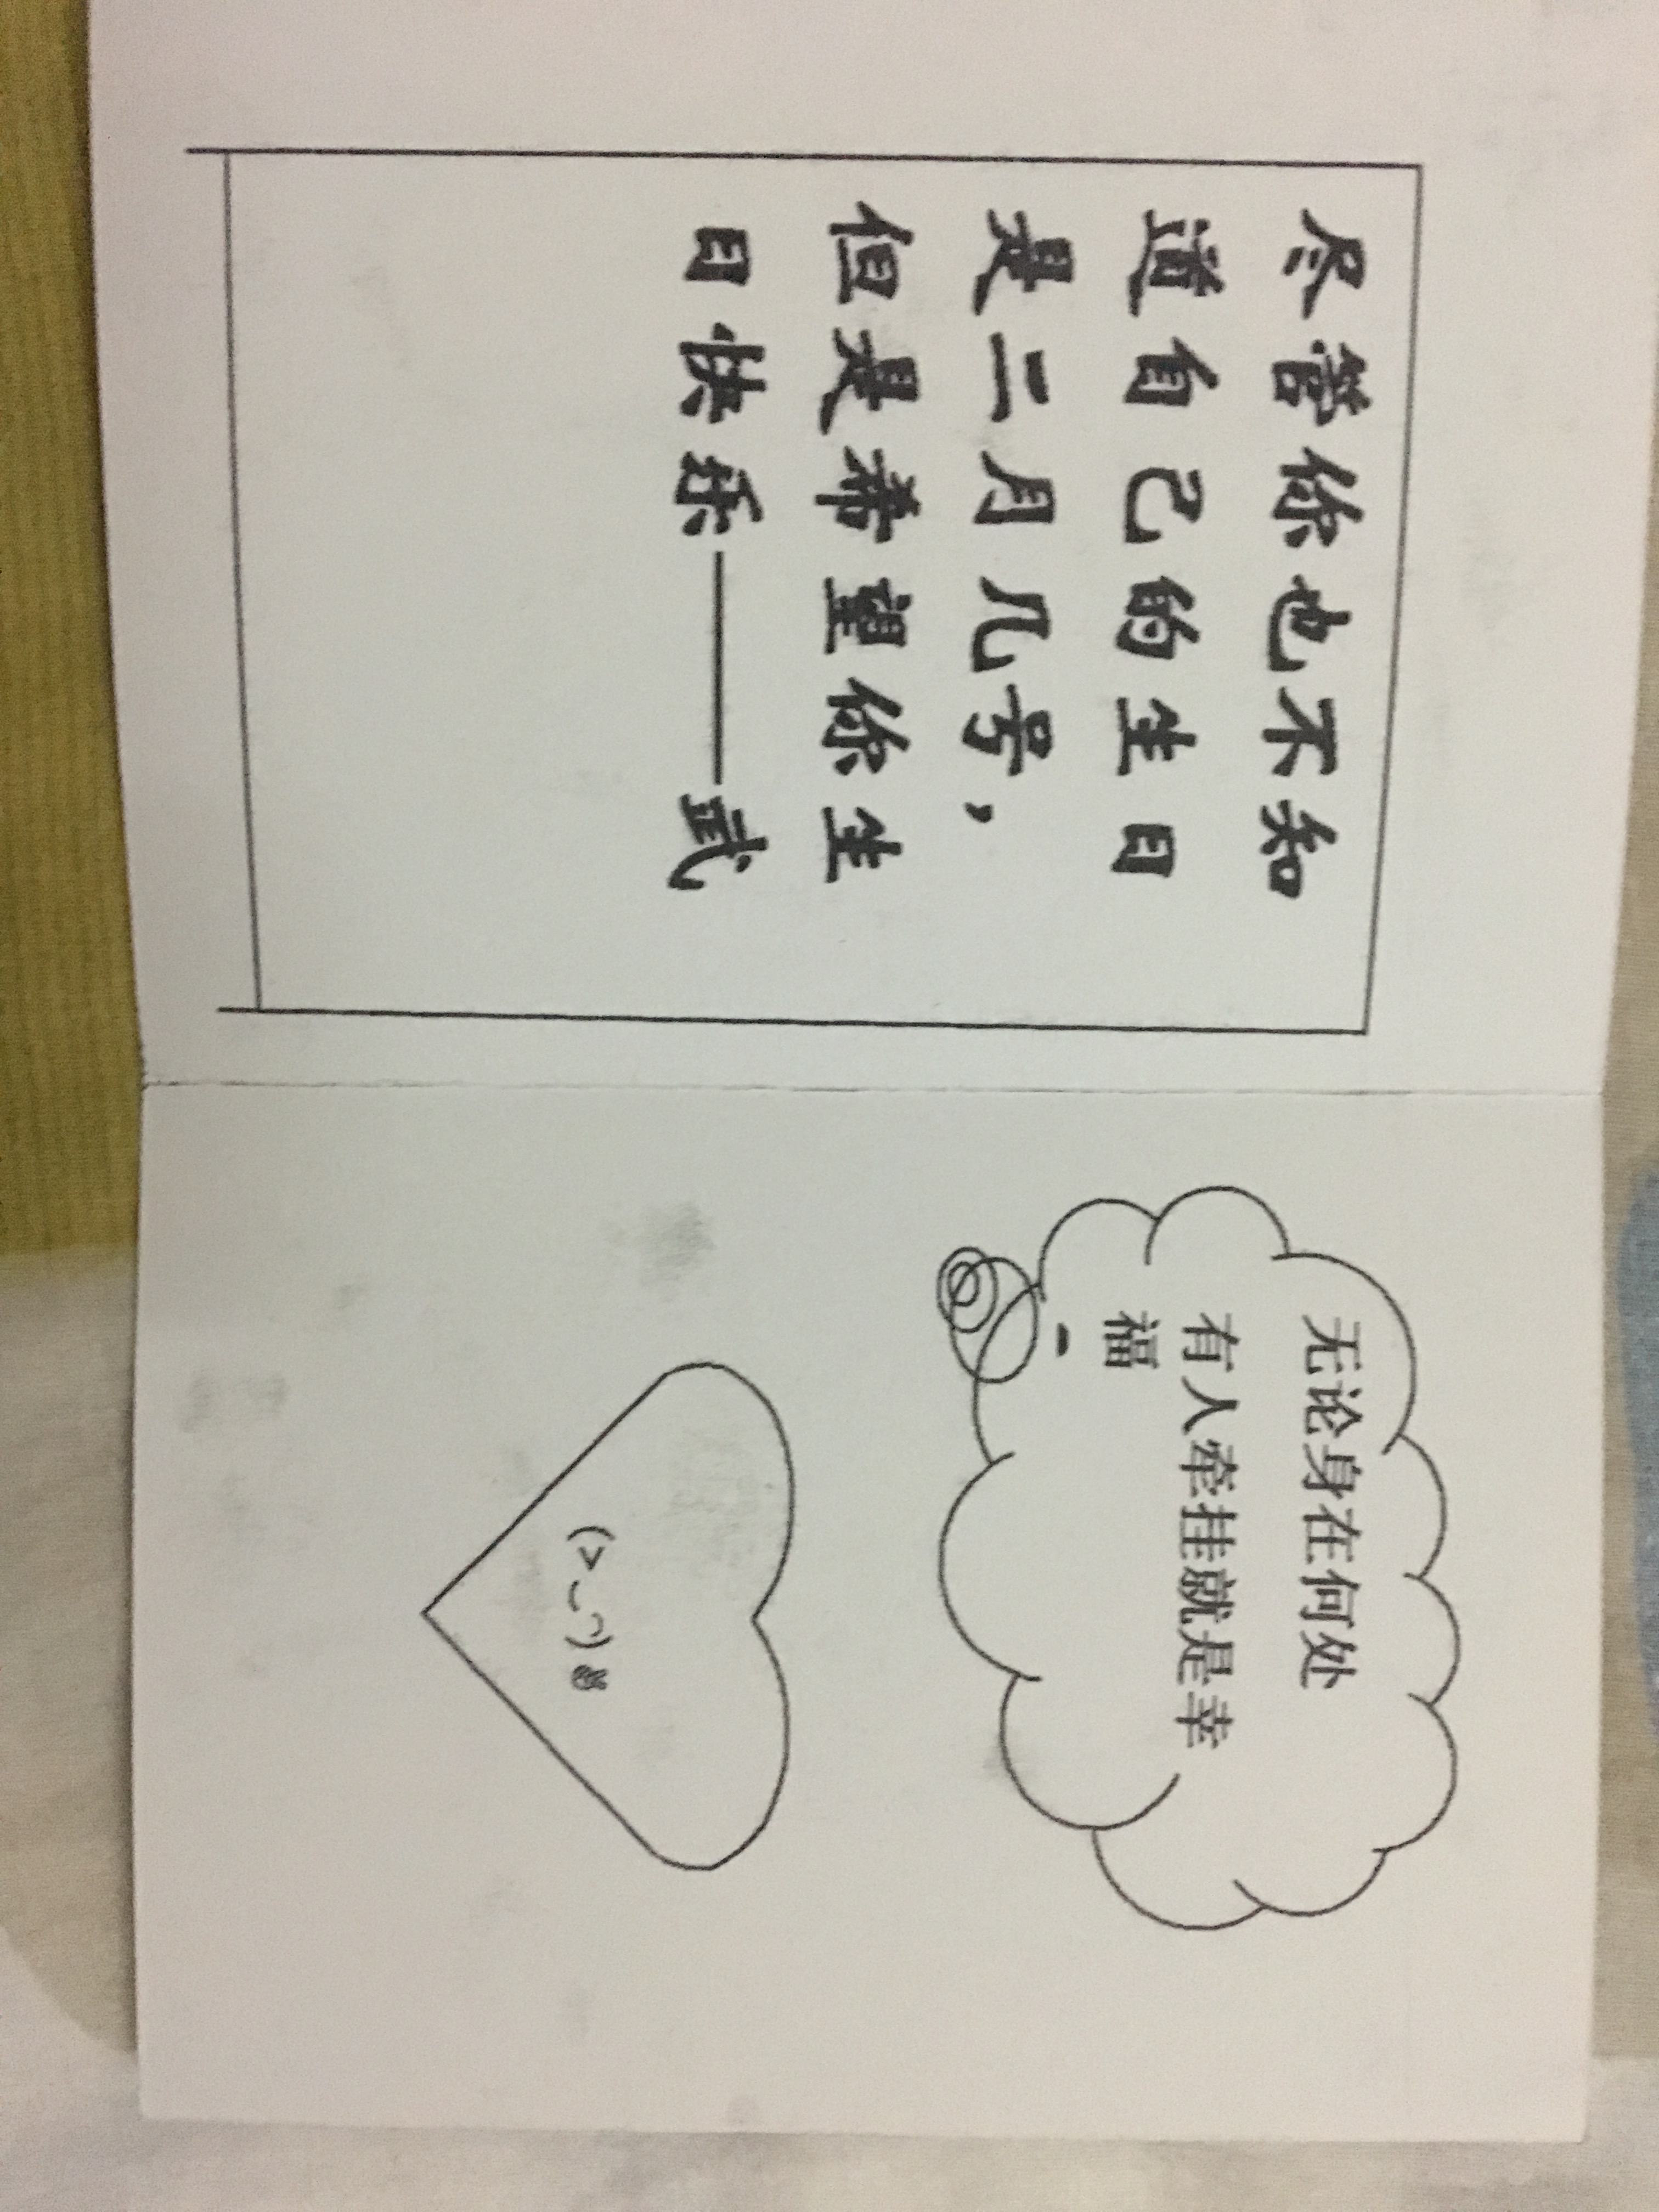 尽管你也不知
道自己的生日
是二月几号，
但是希望你生
日快乐——武
无论身在何处
有人牵挂就是幸
福
(>‿◠)✌